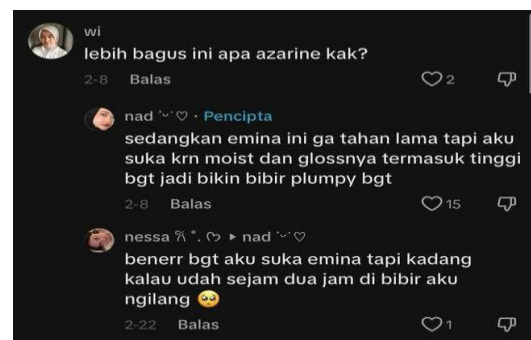 wi
lebih bagus ini apa azarine kak?
2-8 Balas 2
nad ˘ᵕ˘♡ · Pencipta
sedangkan emina ini ga tahan lama tapi aku
suka krn moist dan glossnya termasuk tinggi
bgt jadi bikin bibir plumpy bgt
2-8 Balas 15
nessa ▸ nad ˘ᵕ˘♡
benerr bgt aku suka emina tapi kadang
kalau udah sejam dua jam di bibir aku
ngilang 🥺
2-22 Balas 1